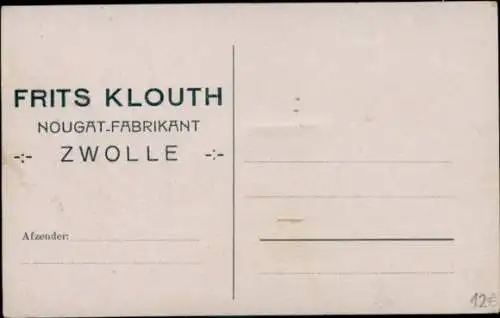 FRITS KLOUTH
NOUGAT-FABRIKANT
-:- ZWOLLE -:-
Afzender:
12€